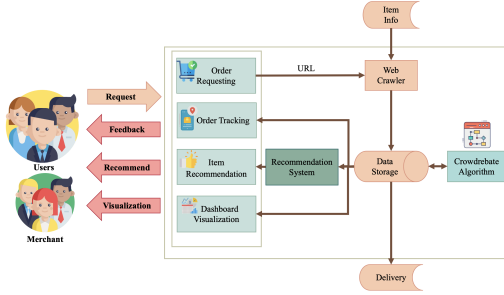 Item
Info
Order
Requesting
URL
Web
Crawler
Request
Feedback
Order Tracking
Users
Recommend
Item
Recommendation
Recommendation
System
Data
Storage
Crowdrebate
Algorithm
Visualization
Dashboard
Visualization
Merchant
Delivery